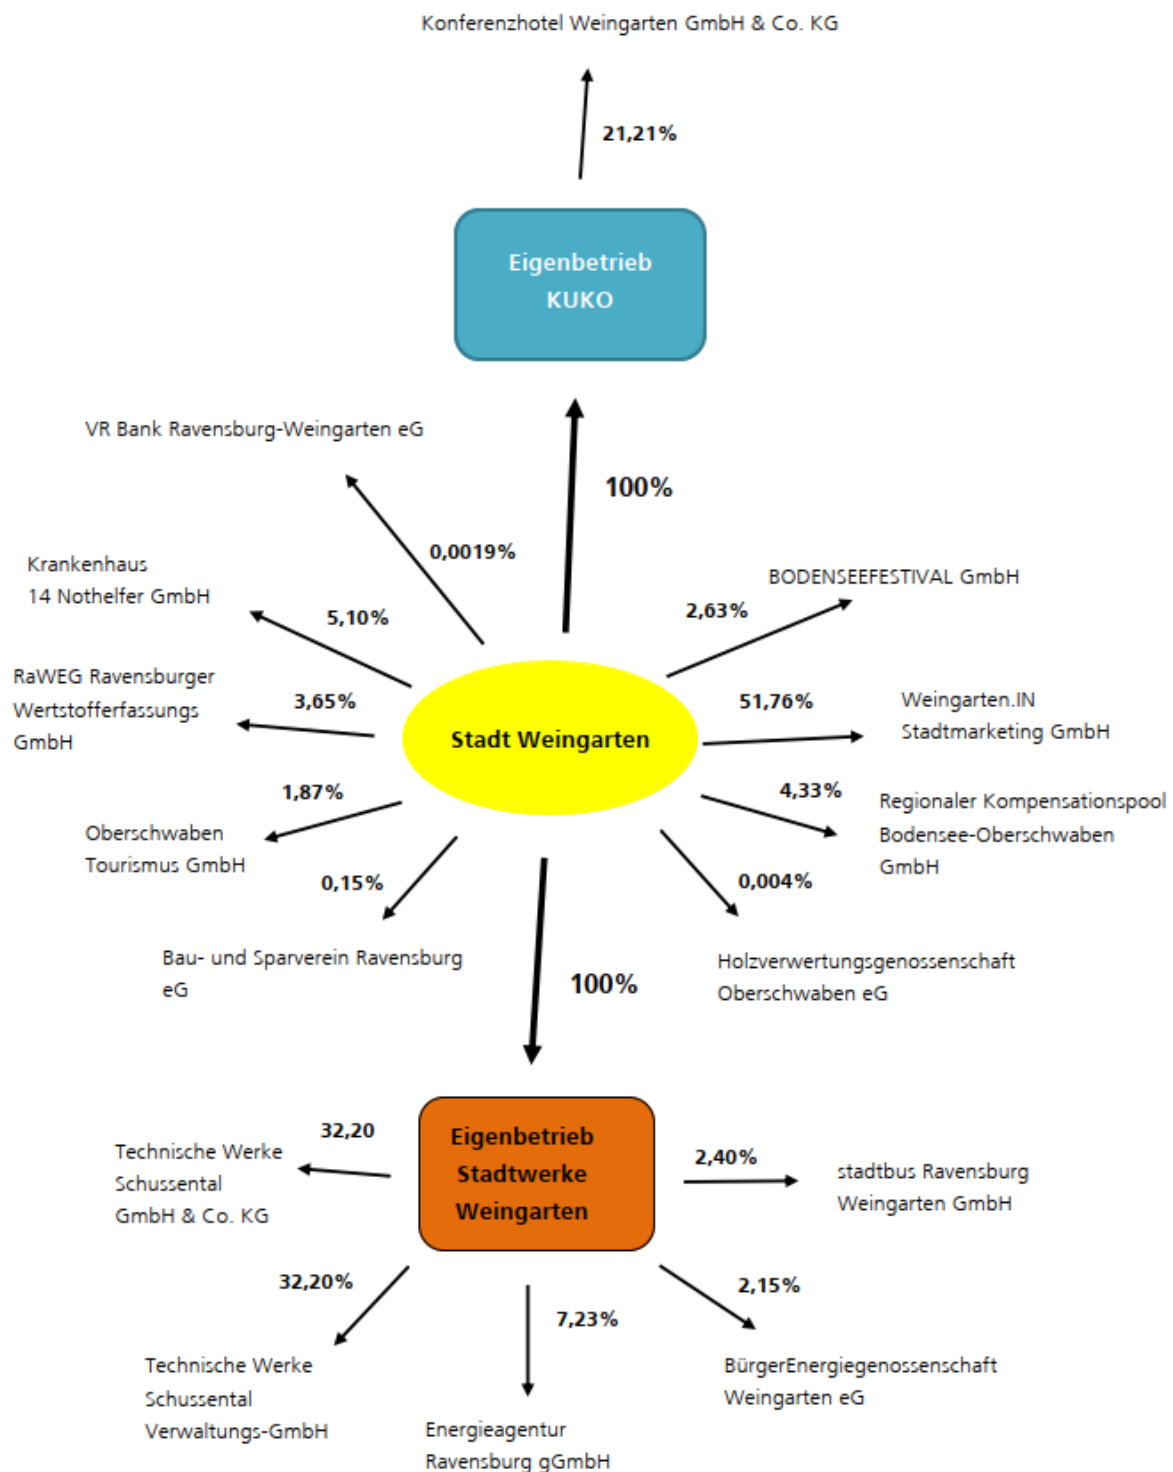 Konferenzhotel Weingarten GmbH & Co. KG
21,21%
Eigenbetrieb
KUKO
VR Bank Ravensburg-Weingarten eG
100%
0,0019%
Krankenhaus
14 Nothelfer GmbH
5,10%
BODENSEEFESTIVAL GmbH
2,63%
RaWEG Ravensburger
Wertstofferfassungs
GmbH
3,65%
Stadt Weingarten
51,76%
Weingarten.IN
Stadtmarketing GmbH
1,87%
Oberschwaben
Tourismus GmbH
4,33%
Regionaler Kompensationspool
Bodensee-Oberschwaben
GmbH
0,15%
Bau- und Sparverein Ravensburg
eG
0,004%
Holzverwertungsgenossenschaft
Oberschwaben eG
100%
Eigenbetrieb
Stadtwerke
Weingarten
32,20
Technische Werke
Schussental
GmbH & Co. KG
2,40%
stadtbus Ravensburg
Weingarten GmbH
32,20%
Technische Werke
Schussental
Verwaltungs-GmbH
7,23%
Energieagentur
Ravensburg gGmbH
2,15%
BürgerEnergiegenossenschaft
Weingarten eG